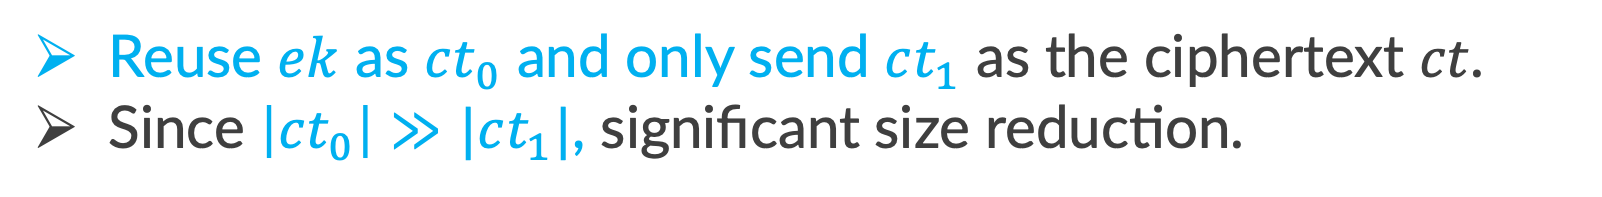 ➢ Reuse 𝑒𝑘 as 𝑐𝑡₀ and only send 𝑐𝑡₁ as the ciphertext 𝑐𝑡.
➢ Since |𝑐𝑡₀| ≫ |𝑐𝑡₁|, significant size reduction.